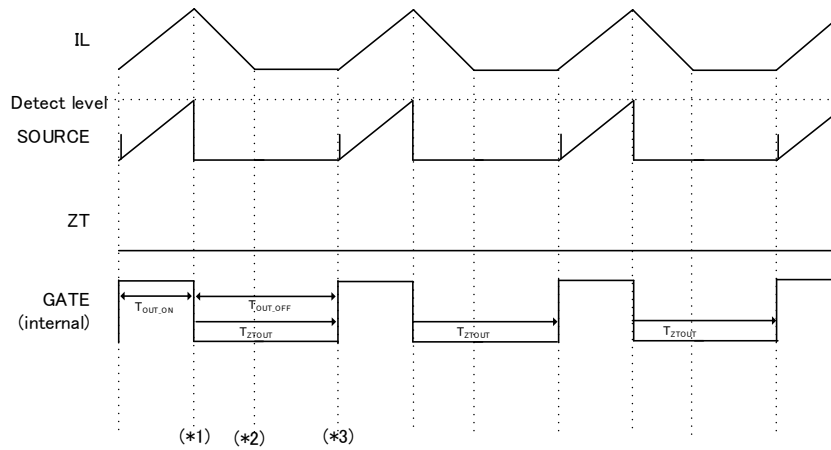 IL
Detect level
SOURCE
ZT
GATE
(internal)
TOUT_ON
TOUT_OFF
TZTOUT
TZTOUT
TZTOUT
(*1)
(*2)
(*3)